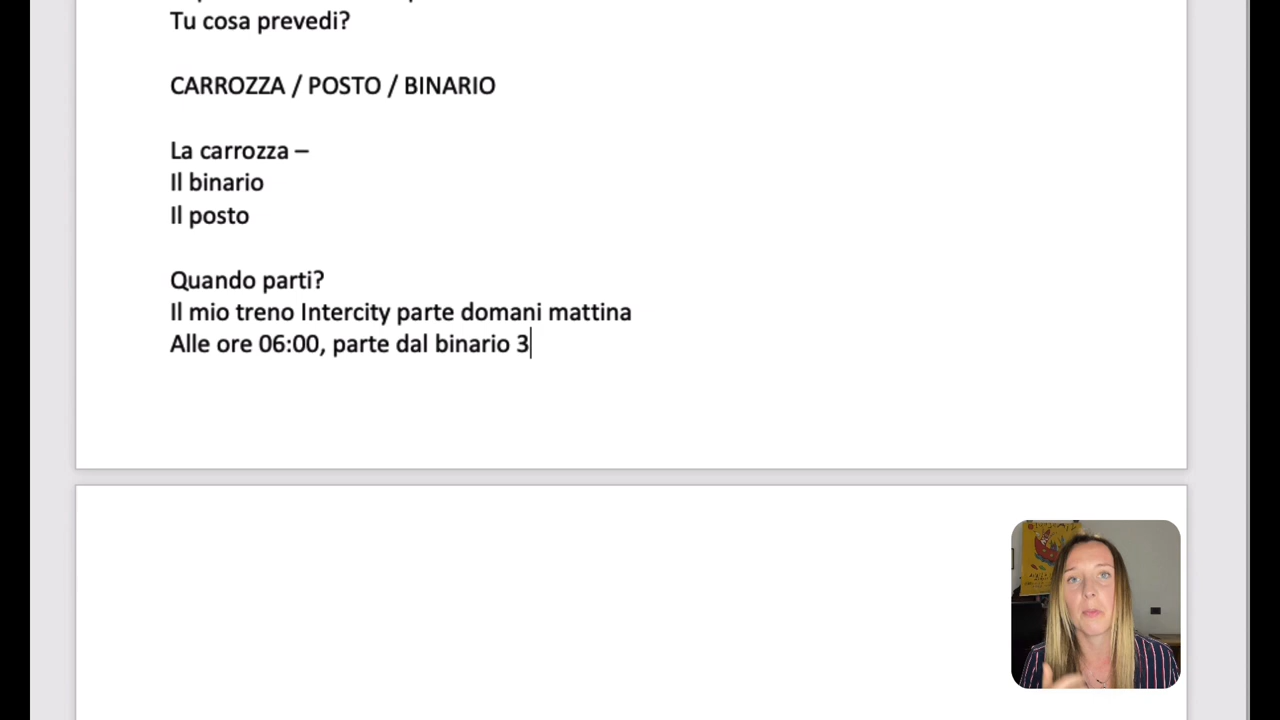 Tu cosa prevedi?
CARROZZA / POSTO / BINARIO
La carrozza –
Il binario
Il posto
Quando parti?
Il mio treno Intercity parte domani mattina
Alle ore 06:00, parte dal binario 3